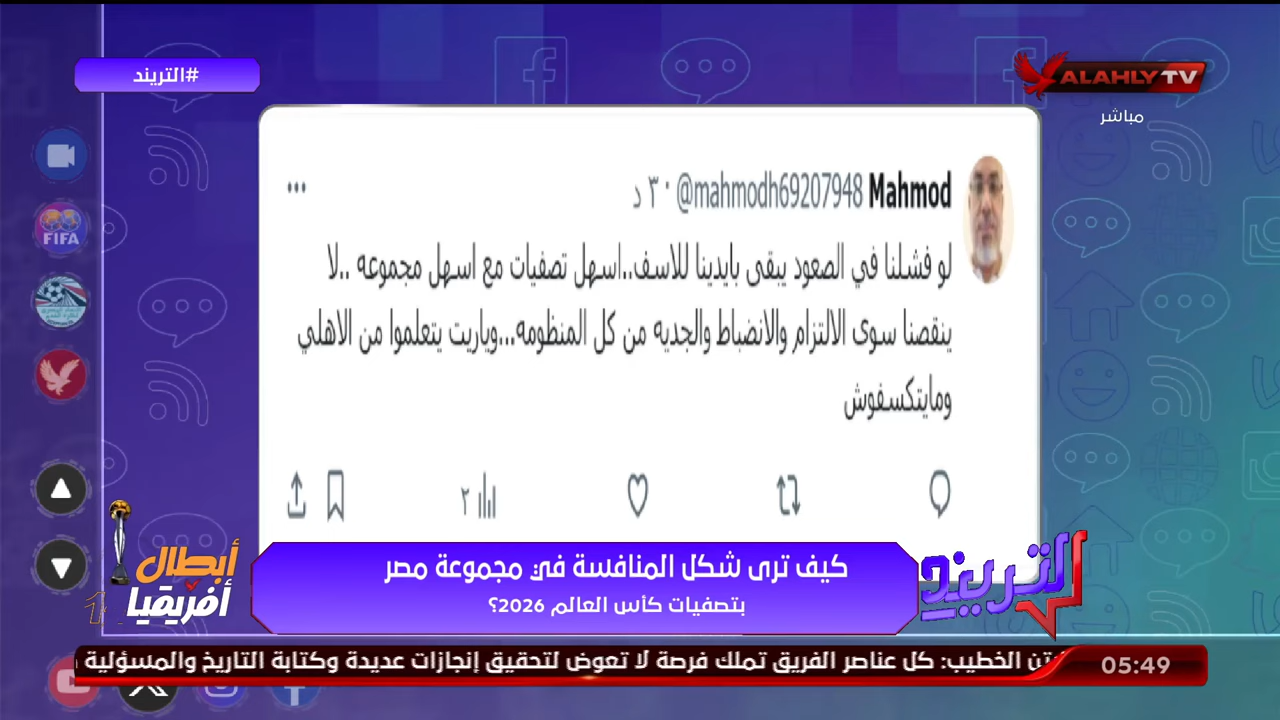 #التريند
ALAHLY TV
مباشر
Mahmod @mahmodh69207948 · ٣ د
لو فشلنا في الصعود يبقى بايدينا للاسف..اسهل تصفيات مع اسهل مجموعه ..لا
ينقصنا سوى الالتزام والانضباط والجديه من كل المنظومه...وياريت يتعلموا من الاهلي
ومايتكسفوش
٢
FIFA
أبطال
أفريقيا
كيف ترى شكل المنافسة في مجموعة مصر
بتصفيات كأس العالم 2026؟
التريند
الخطيب: كل عناصر الفريق تملك فرصة لا تعوض لتحقيق إنجازات عديدة وكتابة التاريخ والمسؤلية
05:49